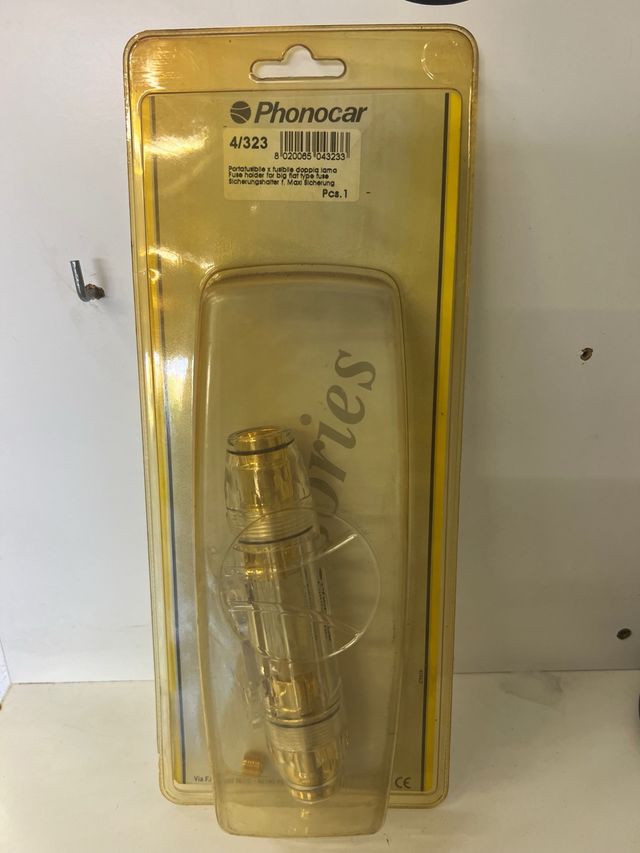 Phonocar
4/323
8 020065 043233
Portafusibile x fusibile doppia lama
Fuse holder for big flat type fuse
Sicherungshalter f. Maxi Sicherung
Pcs. 1
ories
Via F.
CE